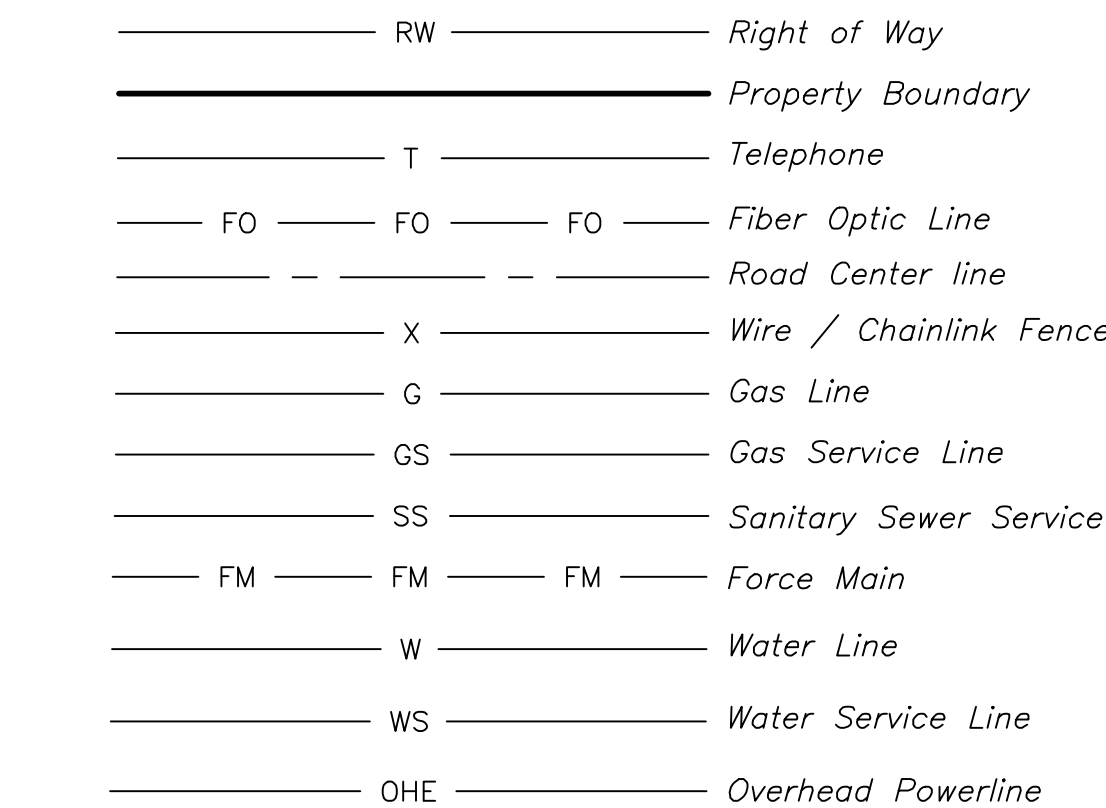 RW Right of Way
Property Boundary
T Telephone
FO FO FO Fiber Optic Line
Road Center line
X Wire / Chainlink Fence
G Gas Line
GS Gas Service Line
SS Sanitary Sewer Service
FM FM FM Force Main
W Water Line
WS Water Service Line
OHE Overhead Powerline